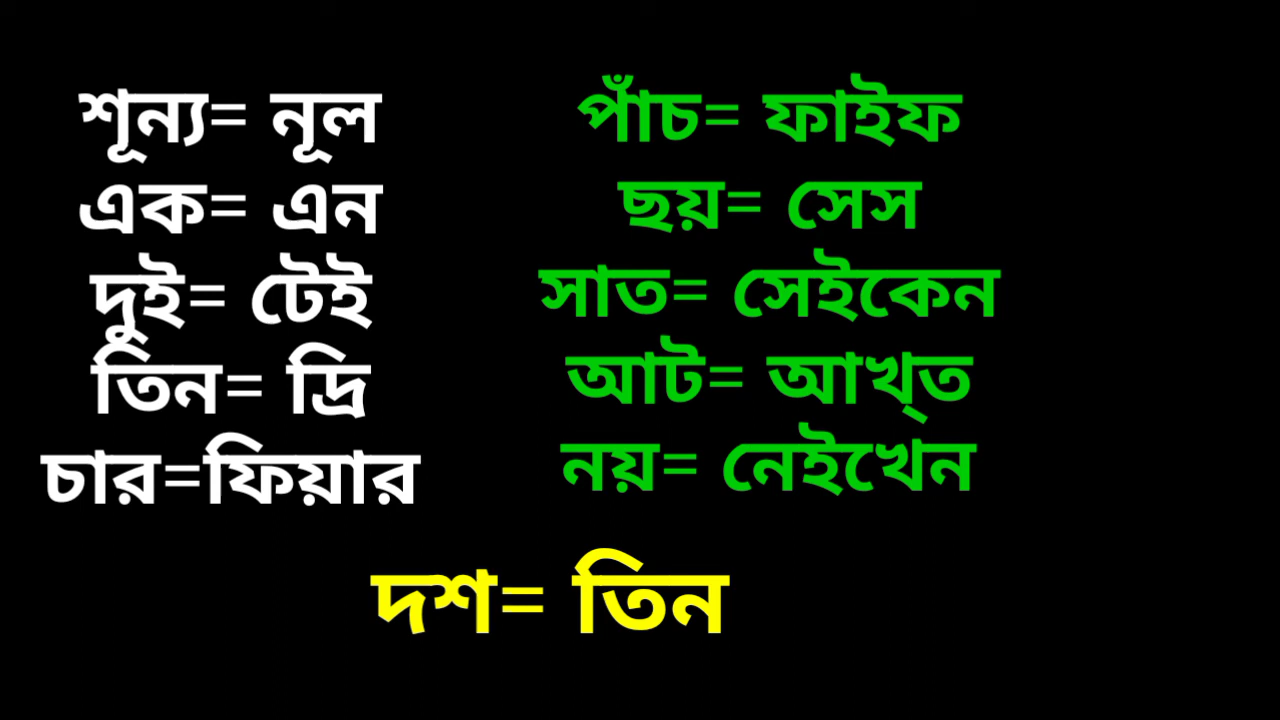 শূন্য= নূল
এক= এন
দুই= টেই
তিন= দ্রি
চার=ফিয়ার
পাঁচ= ফাইফ
ছয়= সেস
সাত= সেইকেন
আট= আখ্ত
নয়= নেইখেন
দশ= তিন